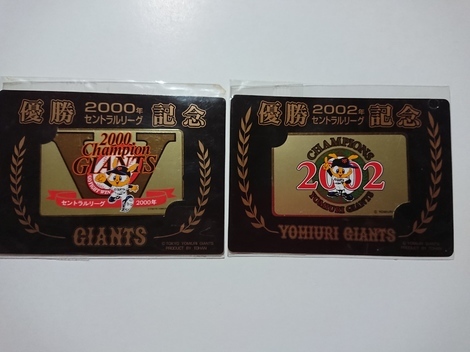 優勝 2000年 セントラルリーグ 記念
2000
Champion
GIANTS
セントラルリーグ 2000年
GIANTS
優勝 2002年 セントラルリーグ 記念
CHAMPIONS
2002
YOMIURI GIANTS
YOMIURI GIANTS